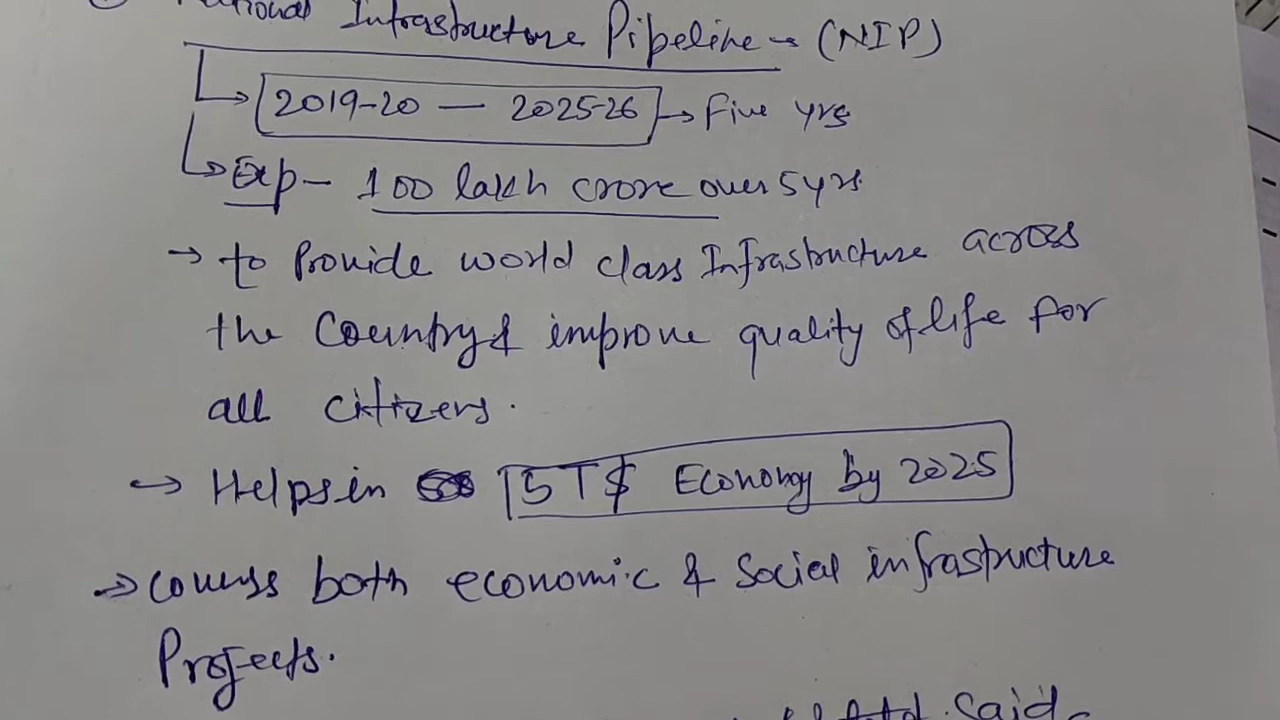 National Infrastructure Pipeline → (NIP)
→ 2019-20 — 2025-26 → Five yrs
→ Exp - 100 lakh crore over 5 yrs.
→ to Provide world class Infrastructure across
the Country & improve quality of life for
all citizens.
→ Helps in 5T$ Economy by 2025
→ covers both economic & Social infrastructure
Projects.
Said